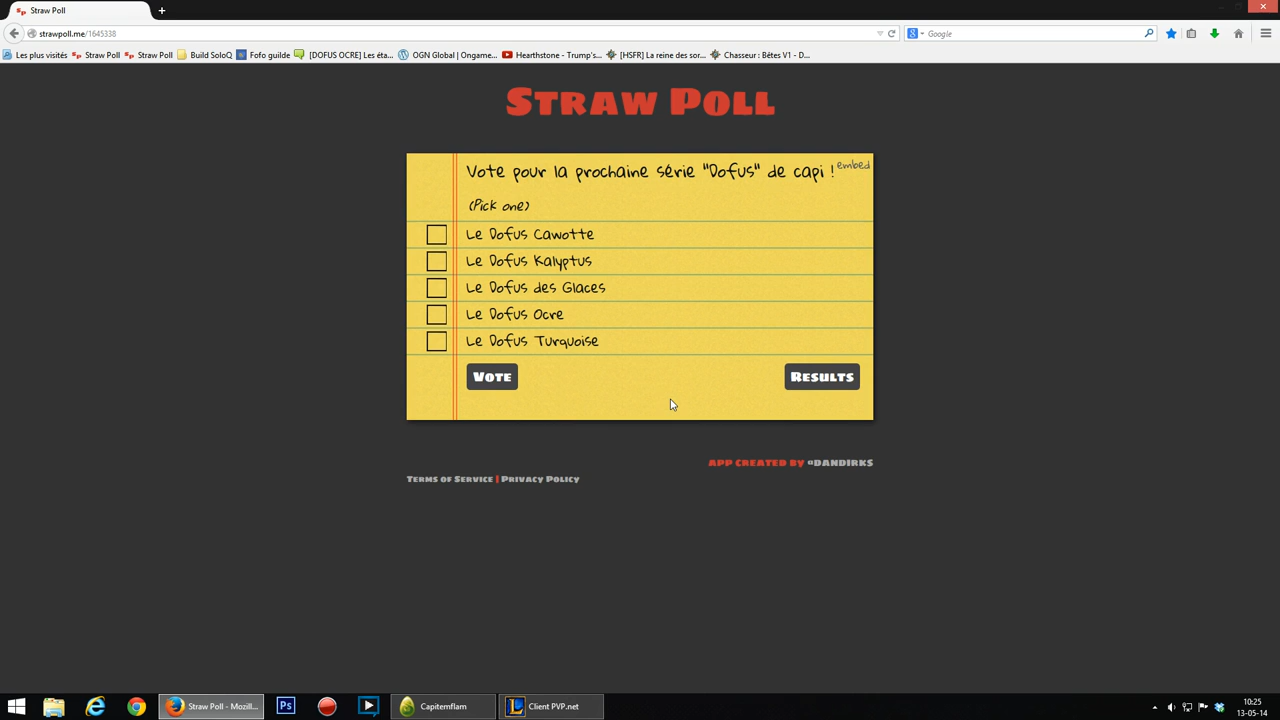 Straw Poll
strawpoll.me/1645338
Google
Les plus visités
Straw Poll
Straw Poll
Build SoloQ
Fofo guilde
[DOFUS OCRE] Les éta...
OGN Global | Ongame...
Hearthstone - Trump's...
[HSFR] La reine des sor...
Chasseur : Bêtes V1 - D...
STRAW POLL
Vote pour la prochaine série "Dofus" de capi !
embed
(Pick one)
Le Dofus Cawotte
Le Dofus Kalyptus
Le Dofus des Glaces
Le Dofus Ocre
Le Dofus Turquoise
VOTE
RESULTS
APP CREATED BY @DANDIRKS
TERMS OF SERVICE | PRIVACY POLICY
Straw Poll - Mozill...
Ps
Capitemflam
Client PVP.net
10:25
13-05-14